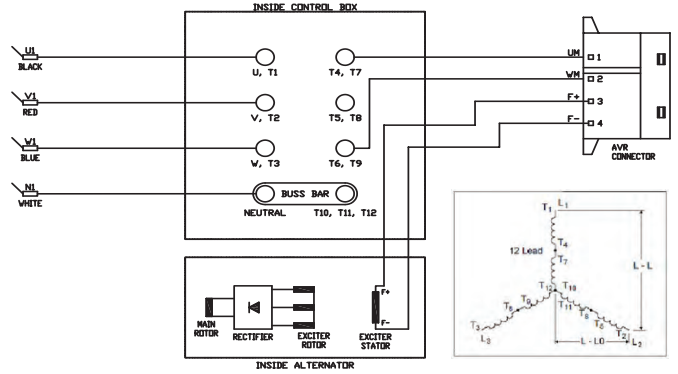 INSIDE CONTROL BOX
U1
BLACK
U, T1
T4, T7
UM
1
V1
RED
V, T2
T5, T8
WM
2
F+
3
F-
4
W1
BLUE
W, T3
T6, T9
AVR
CONNECTOR
N1
WHITE
BUSS BAR
NEUTRAL
T10, T11, T12
T1
L1
12 Lead
T4
T7
L - L
T12
T10
T9
T11
T6
T3
L3
T2
L2
L - L0
F+
F-
MAIN
ROTOR
RECTIFIER
EXCITER
ROTOR
EXCITER
STATOR
INSIDE ALTERNATOR